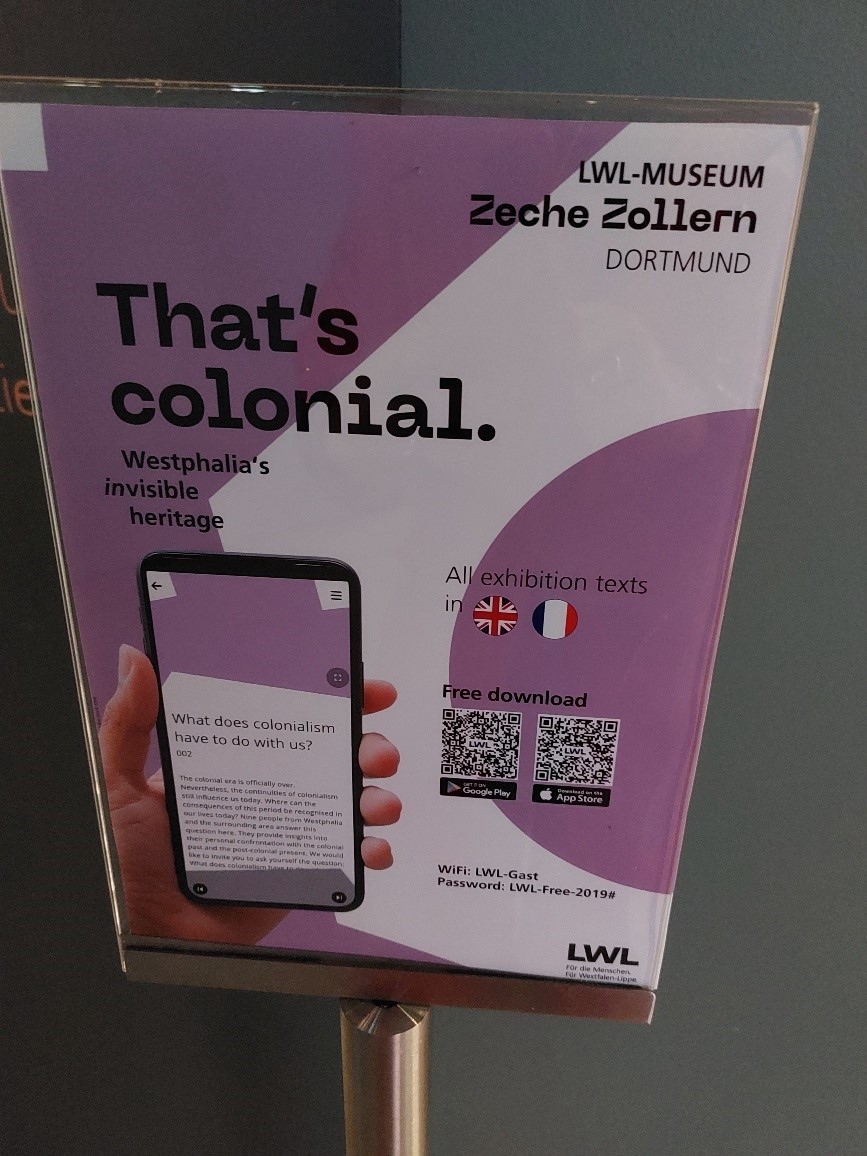 LWL-MUSEUM
Zeche Zollern
DORTMUND
That's
colonial.
Westphalia's
invisible
heritage
All exhibition texts
in
What does colonialism
have to do with us?
002
The colonial era is officially over.
Nevertheless, the continuities of colonialism
still influence us today. Where can the
consequences of this period be recognised in
our lives today? Nine people from Westphalia
and the surrounding area answer this
question here. They provide insights into
their personal confrontation with the colonial
past and the post-colonial present. We would
like to invite you to ask yourself the question:
What does colonialism have to
Free download
LWL LWL
GET IT ON
Google Play
Download on the
App Store
WiFi: LWL-Gast
Password: LWL-Free-2019#
LWL
Für die Menschen.
Für Westfalen-Lippe.